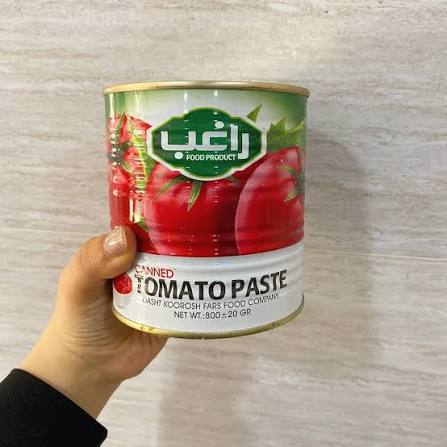 راغب
FOOD PRODUCT
CANNED
TOMATO PASTE
DASHT KOOROSH FARS FOOD COMPANY
NET WT.:800±20 GR